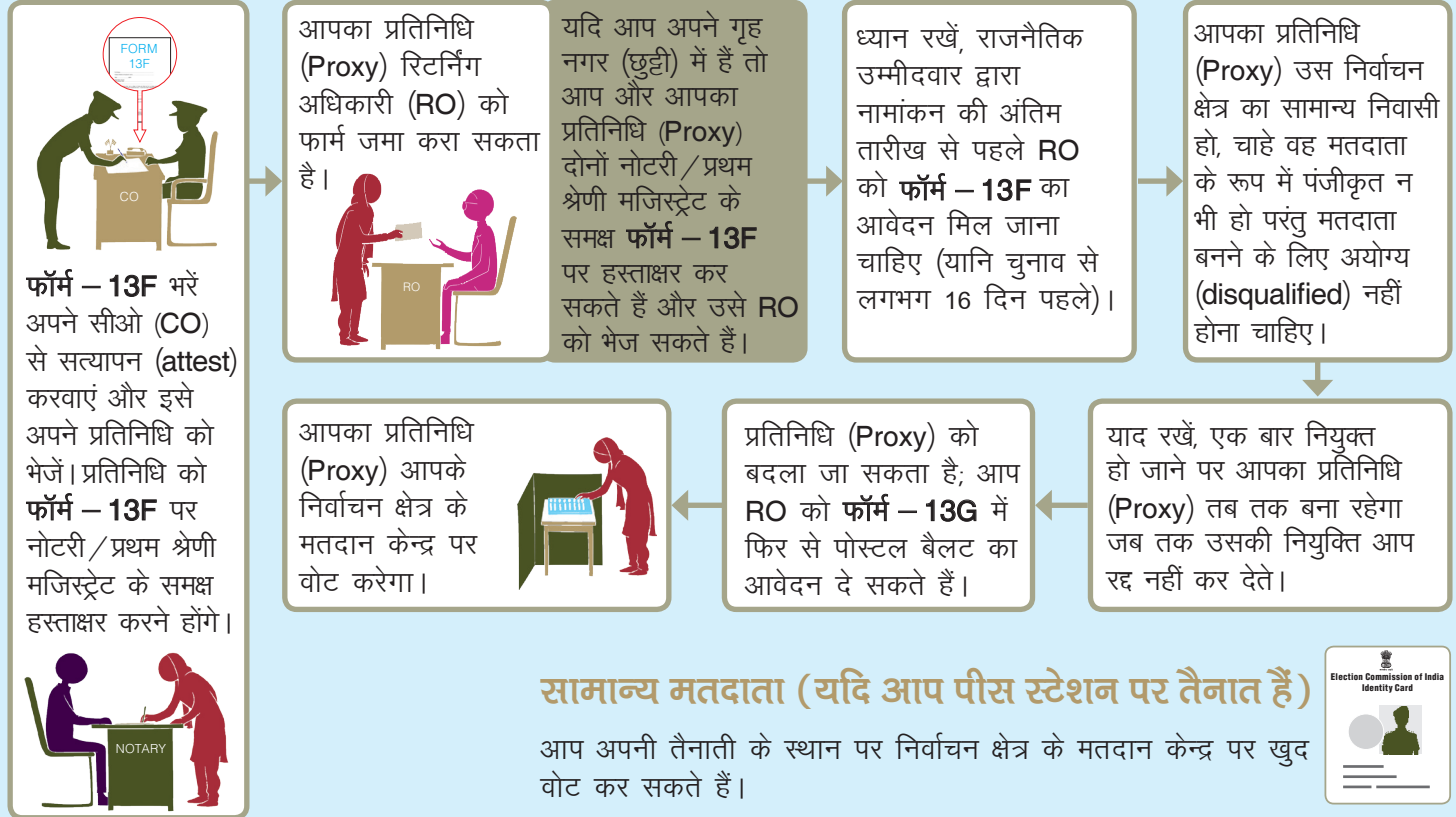 FORM
13F
CO
फॉर्म – 13F भरें
अपने सीओ (CO)
से सत्यापन (attest)
करवाएं और इसे
अपने प्रतिनिधि को
भेजें। प्रतिनिधि को
फॉर्म – 13F पर
नोटरी/प्रथम श्रेणी
मजिस्ट्रेट के समक्ष
हस्ताक्षर करने होंगे।
NOTARY
आपका प्रतिनिधि
(Proxy) रिटर्निंग
अधिकारी (RO) को
फार्म जमा करा सकता
है।
RO
यदि आप अपने गृह
नगर (छुट्टी) में हैं तो
आप और आपका
प्रतिनिधि (Proxy)
दोनों नोटरी/प्रथम
श्रेणी मजिस्ट्रेट के
समक्ष फॉर्म – 13F
पर हस्ताक्षर कर
सकते हैं और उसे RO
को भेज सकते हैं।
ध्यान रखें, राजनैतिक
उम्मीदवार द्वारा
नामांकन की अंतिम
तारीख से पहले RO
को फॉर्म – 13F का
आवेदन मिल जाना
चाहिए (यानि चुनाव से
लगभग 16 दिन पहले)।
आपका प्रतिनिधि
(Proxy) उस निर्वाचन
क्षेत्र का सामान्य निवासी
हो, चाहे वह मतदाता
के रूप में पंजीकृत न
भी हो परंतु मतदाता
बनने के लिए अयोग्य
(disqualified) नहीं
होना चाहिए।
याद रखें, एक बार नियुक्त
हो जाने पर आपका प्रतिनिधि
(Proxy) तब तक बना रहेगा
जब तक उसकी नियुक्ति आप
रद्द नहीं कर देते।
प्रतिनिधि (Proxy) को
बदला जा सकता है; आप
RO को फॉर्म – 13G में
फिर से पोस्टल बैलट का
आवेदन दे सकते हैं।
आपका प्रतिनिधि
(Proxy) आपके
निर्वाचन क्षेत्र के
मतदान केन्द्र पर
वोट करेगा।
सामान्य मतदाता (यदि आप पीस स्टेशन पर तैनात हैं)
आप अपनी तैनाती के स्थान पर निर्वाचन क्षेत्र के मतदान केन्द्र पर खुद
वोट कर सकते हैं।
Election Commission of India
Identity Card